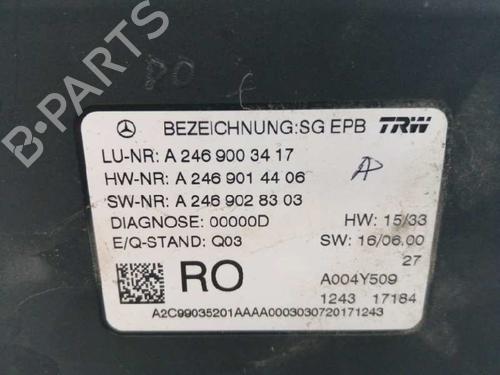 BEZEICHNUNG:SG EPB TRW
LU-NR: A 246 900 34 17
HW-NR: A 246 901 44 06
SW-NR: A 246 902 83 03
DIAGNOSE: 00000D HW: 15/33
E/Q-STAND: Q03 SW: 16/06.00
27
RO A004Y509
1243 17184
A2C99035201AAAA0003030720171243